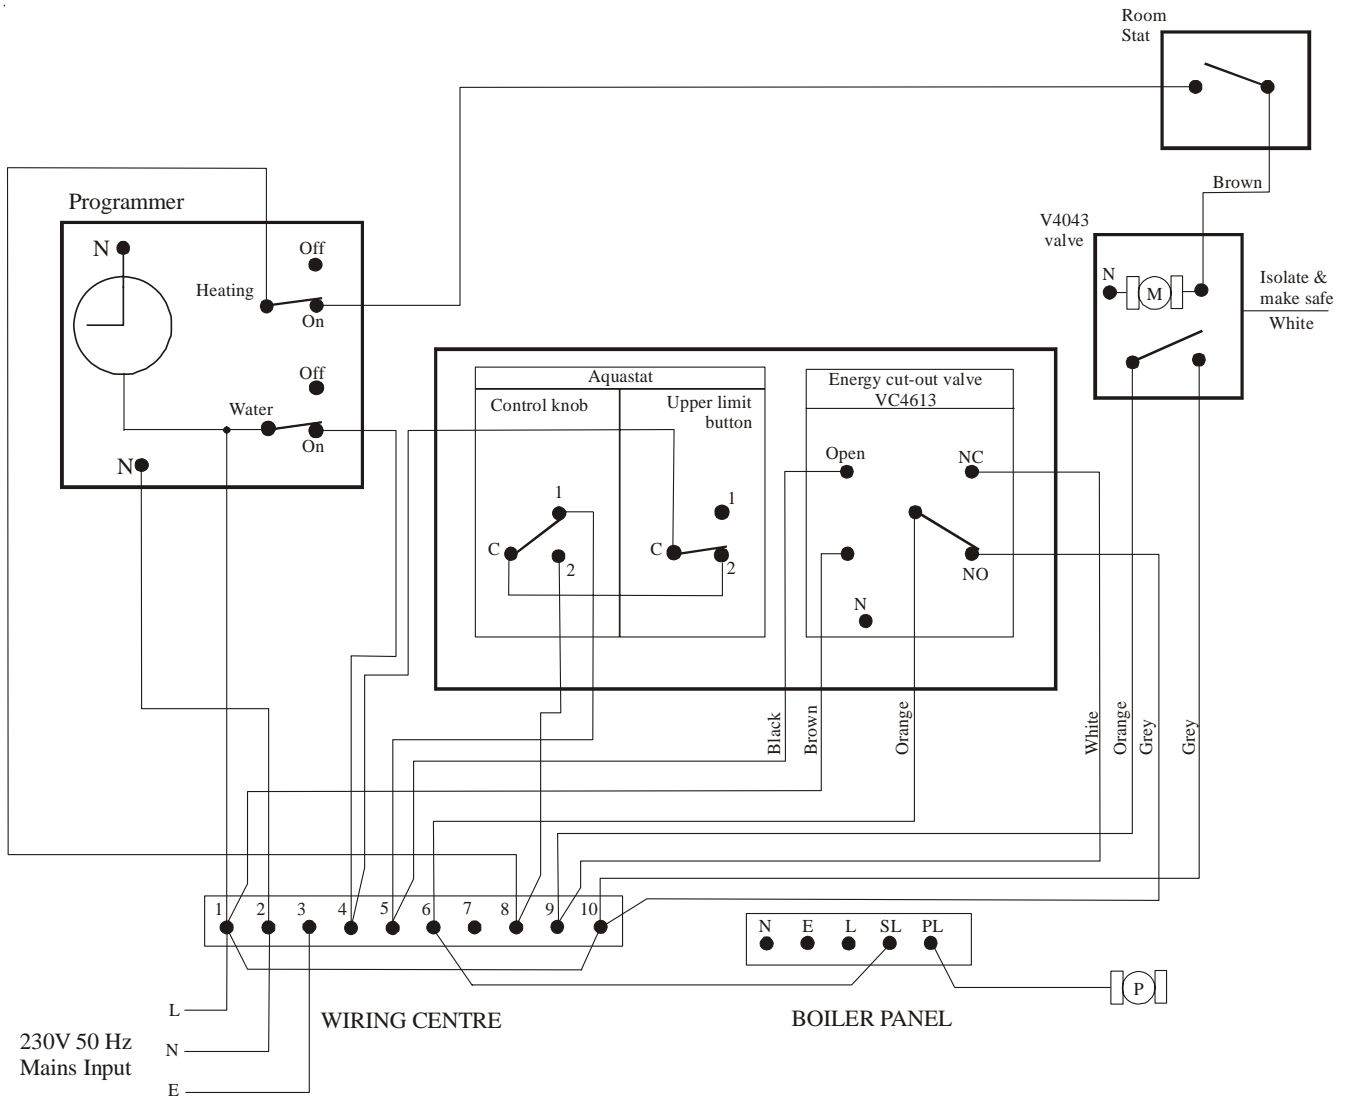 Room
Stat
Brown
Programmer
V4043
valve
N
Off
Heating
On
N
M
Isolate &
make safe
White
Off
Water
On
N
Aquastat
Control knob
Upper limit
button
Energy cut-out valve
VC4613
Open
NC
1
1
C
2
C
2
NO
N
Black
Brown
Orange
White
Orange
Grey
Grey
1 2 3 4 5 6 7 8 9 10
N E L SL PL
P
L
WIRING CENTRE
BOILER PANEL
230V 50 Hz
Mains Input
N
E